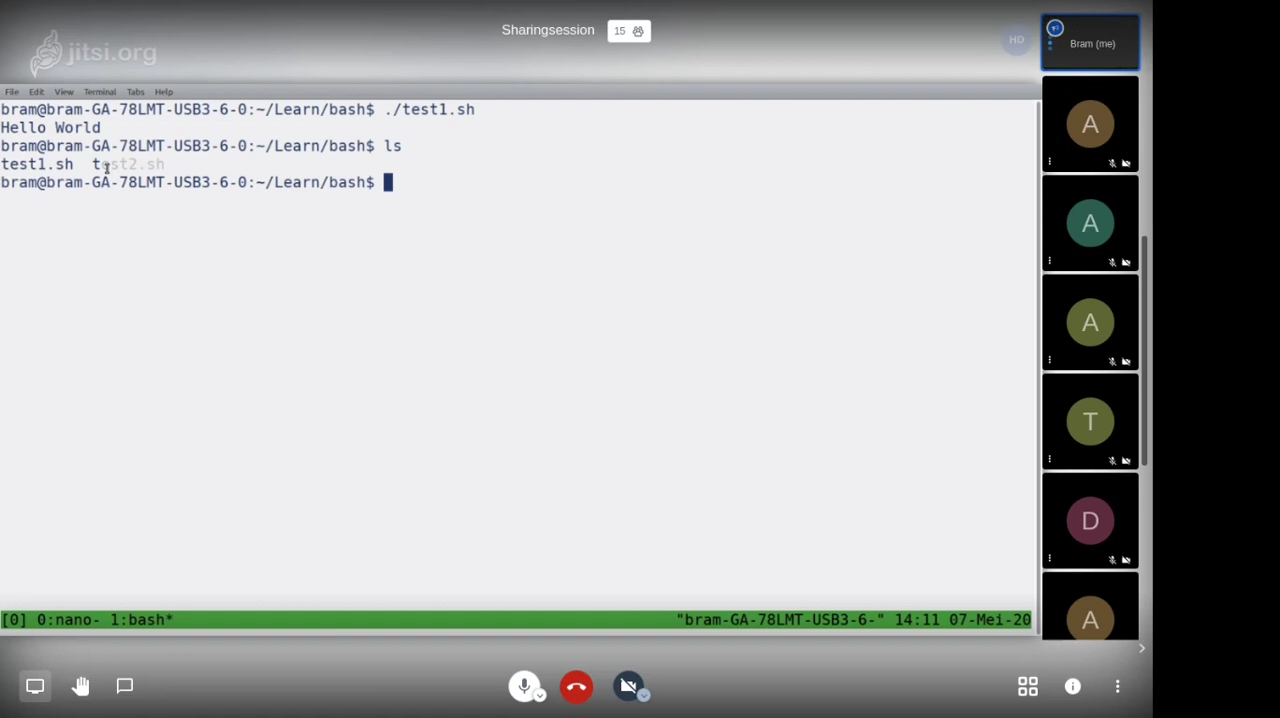 Sharingsession 15
HD
jitsi.org
Bram (me)
File Edit View Terminal Tabs Help
bram@bram-GA-78LMT-USB3-6-0:~/Learn/bash$ ./test1.sh
Hello World
bram@bram-GA-78LMT-USB3-6-0:~/Learn/bash$ ls
test1.sh test2.sh
bram@bram-GA-78LMT-USB3-6-0:~/Learn/bash$
A
A
A
T
D
A
[0] 0:nano- 1:bash* "bram-GA-78LMT-USB3-6-" 14:11 07-Mei-20